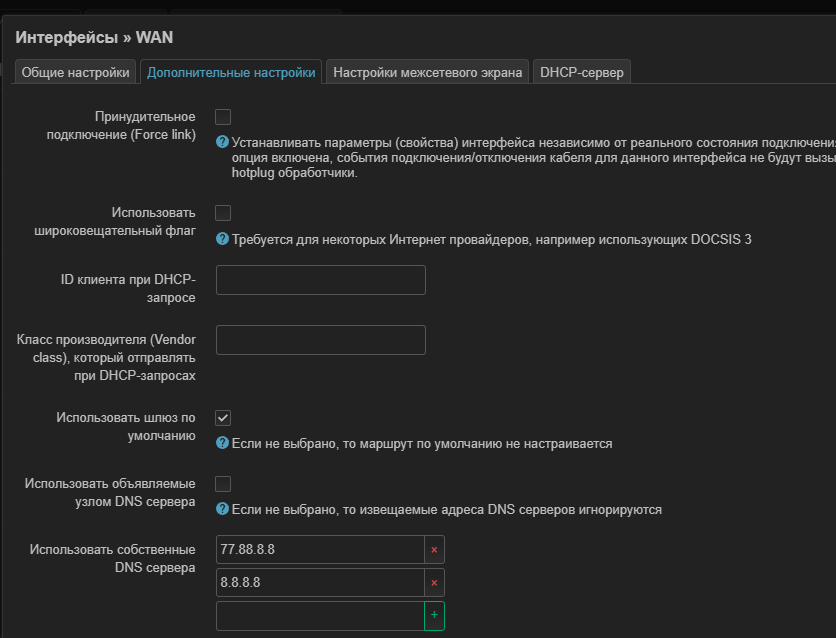 Интерфейсы » WAN
Общие настройки
Дополнительные настройки
Настройки межсетевого экрана
DHCP-сервер
Принудительное
подключение (Force link)
Устанавливать параметры (свойства) интерфейса независимо от реального состояния подключени
опция включена, события подключения/отключения кабеля для данного интерфейса не будут вызы
hotplug обработчики.
Использовать
широковещательный флаг
Требуется для некоторых Интернет провайдеров, например использующих DOCSIS 3
ID клиента при DHCP-
запросе
Класс производителя (Vendor
class), который отправлять
при DHCP-запросах
Использовать шлюз по
умолчанию
Если не выбрано, то маршрут по умолчанию не настраивается
Использовать объявляемые
узлом DNS сервера
Если не выбрано, то извещаемые адреса DNS серверов игнорируются
Использовать собственные
DNS сервера
77.88.8.8
×
8.8.8.8
×
+